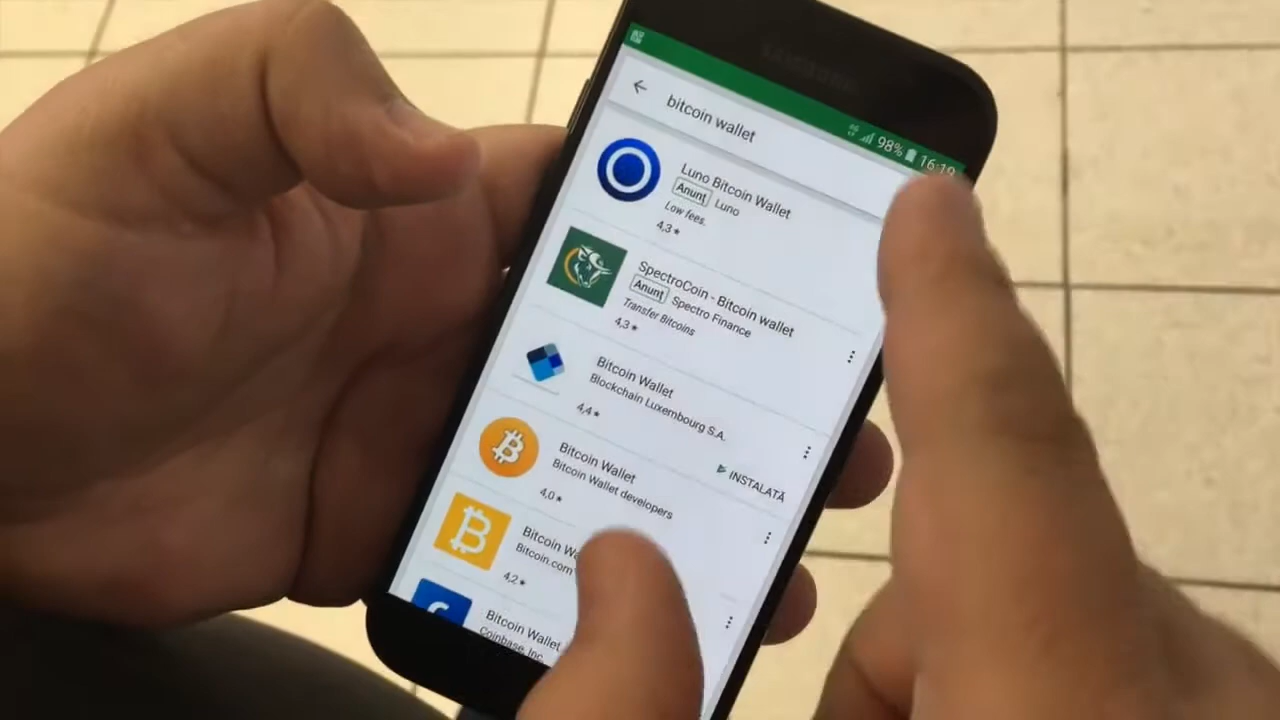 SAMSUNG
98% 16:19
bitcoin wallet
Luno Bitcoin Wallet
Anunț Luno
Low fees.
4,3★
SpectroCoin - Bitcoin wallet
Anunț Spectro Finance
Transfer Bitcoins
4,3★
Bitcoin Wallet
Blockchain Luxembourg S.A.
4,4★
INSTALATĂ
Bitcoin Wallet
Bitcoin Wallet developers
4,0★
Bitcoin
Bitcoin.com
4,2★
Bitcoin Wallet
Coinbase, Inc.